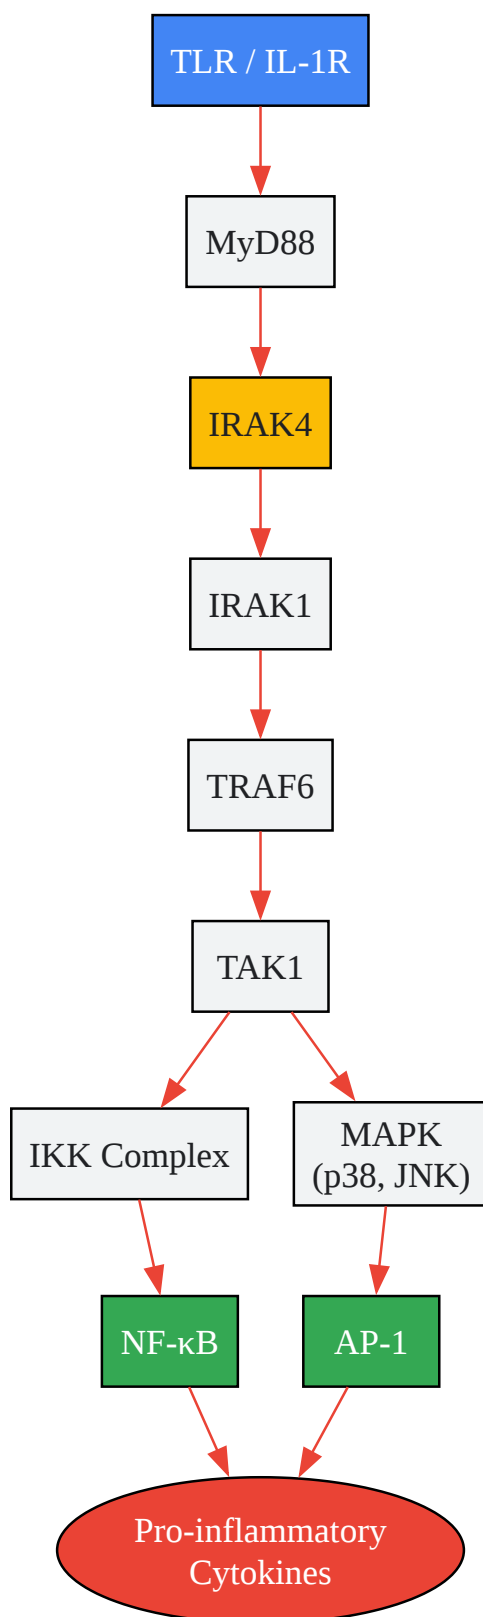 TLR / IL-1R
MyD88
IRAK4
IRAK1
TRAF6
TAK1
IKK Complex
MAPK
(p38, JNK)
NF-κB
AP-1
Pro-inflammatory
Cytokines